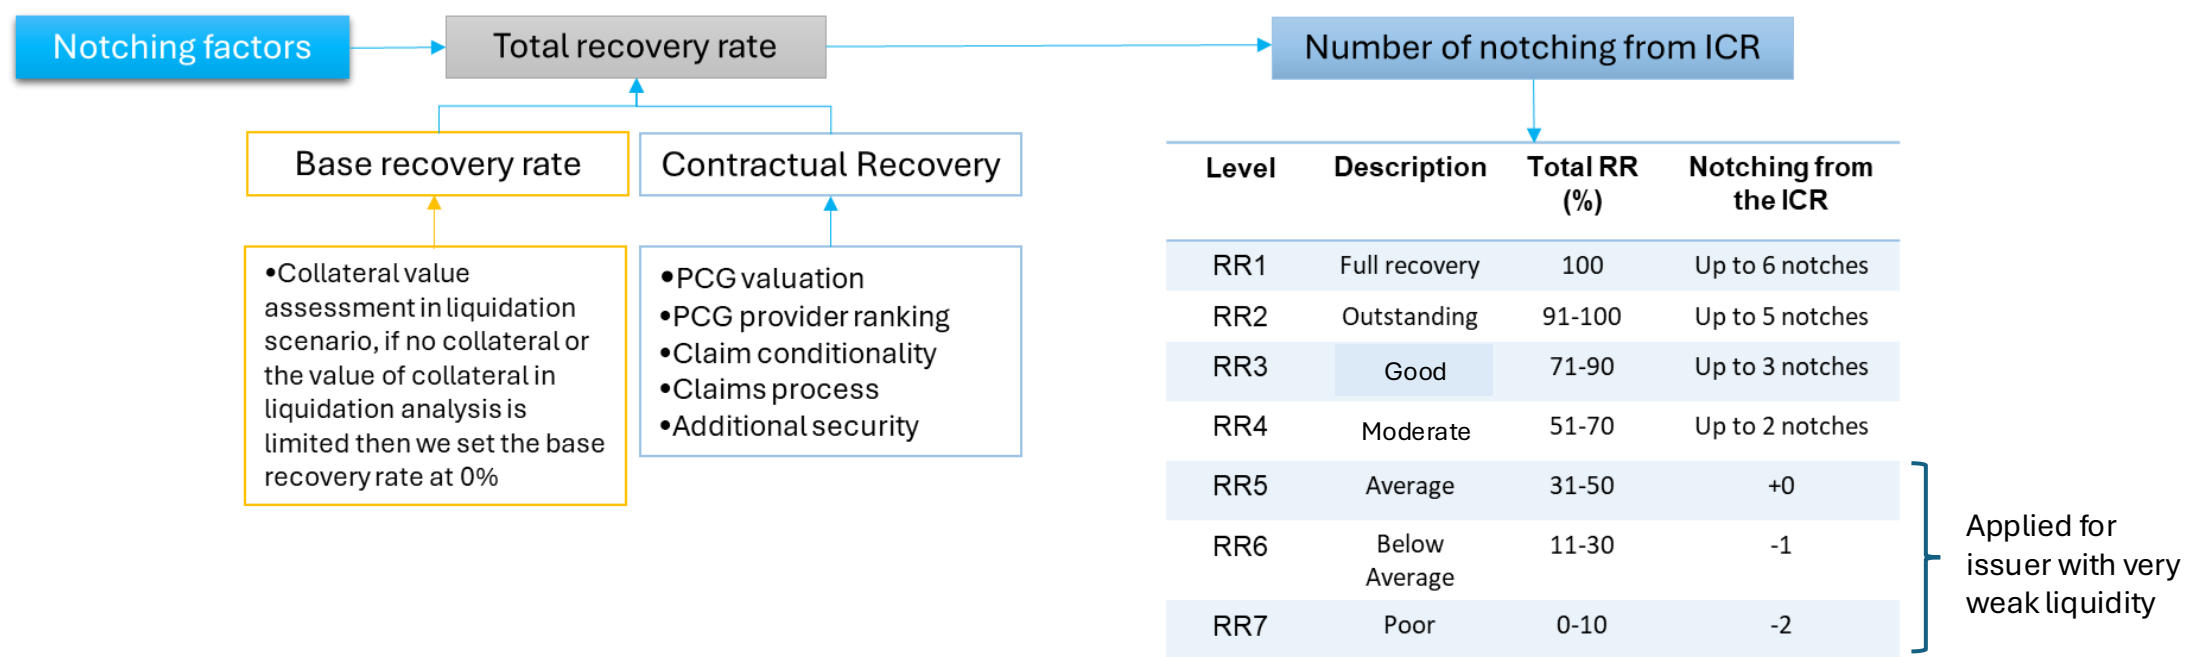 Notching factors
Total recovery rate
Number of notching from ICR
Base recovery rate
Contractual Recovery
•Collateral value
assessment in liquidation
scenario, if no collateral or
the value of collateral in
liquidation analysis is
limited then we set the base
recovery rate at 0%
•PCG valuation
•PCG provider ranking
•Claim conditionality
•Claims process
•Additional security
Level Description Total RR (%) Notching from the ICR
RR1 Full recovery 100 Up to 6 notches
RR2 Outstanding 91-100 Up to 5 notches
RR3 Good 71-90 Up to 3 notches
RR4 Moderate 51-70 Up to 2 notches
RR5 Average 31-50 +0
RR6 Below Average 11-30 -1
RR7 Poor 0-10 -2
Applied for
issuer with very
weak liquidity